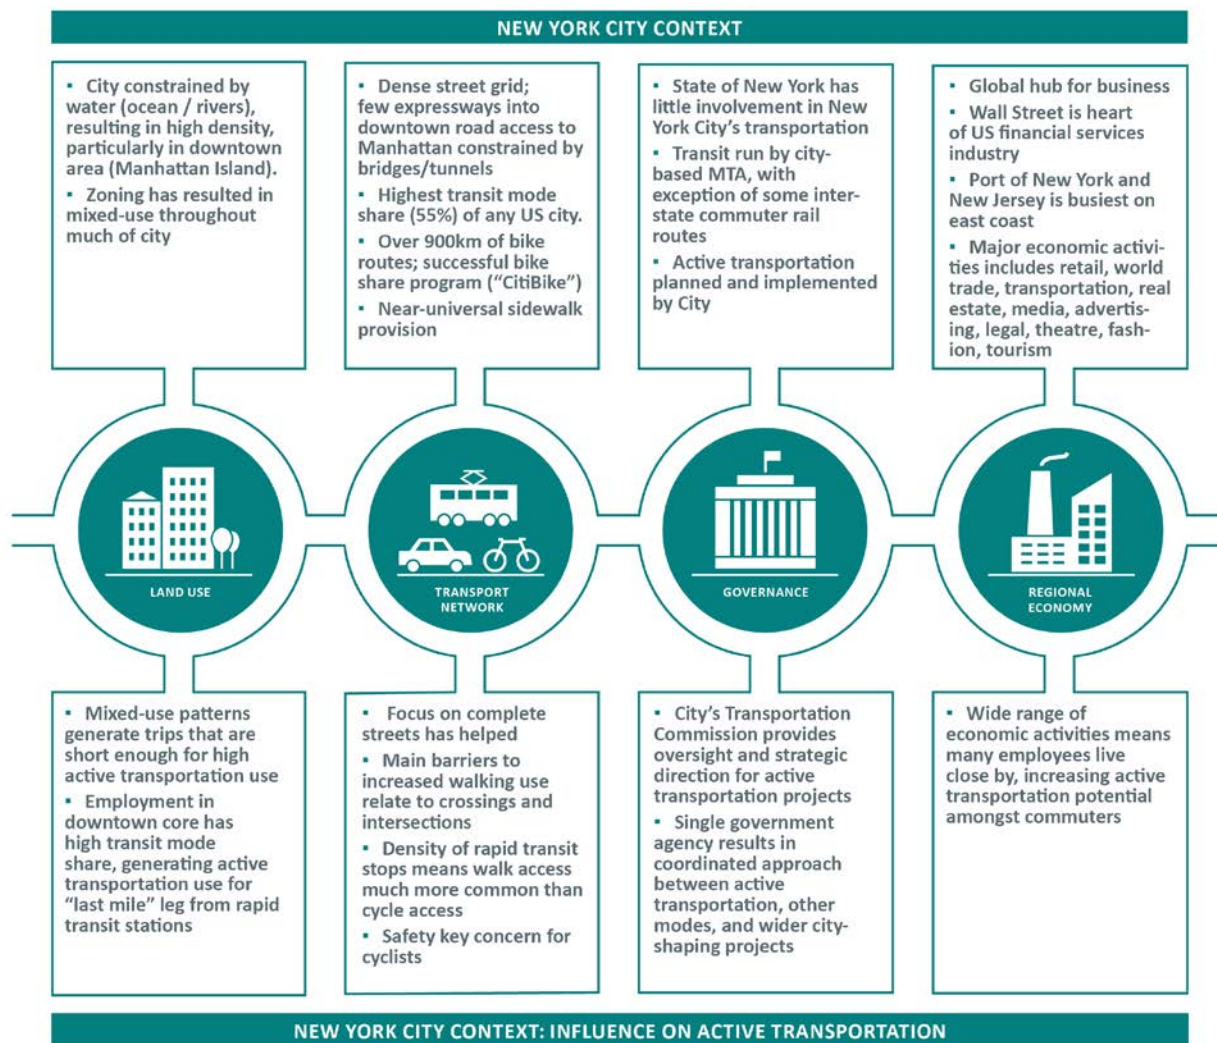 NEW YORK CITY CONTEXT
▪ City constrained by
water (ocean / rivers),
resulting in high density,
particularly in downtown
area (Manhattan Island).
▪ Zoning has resulted in
mixed-use throughout
much of city
▪ Dense street grid;
few expressways into
downtown road access to
Manhattan constrained by
bridges/tunnels
▪ Highest transit mode
share (55%) of any US city.
▪ Over 900km of bike
routes; successful bike
share program (“CitiBike”)
▪ Near-universal sidewalk
provision
▪ State of New York has
little involvement in New
York City’s transportation
▪ Transit run by city-
based MTA, with
exception of some inter-
state commuter rail
routes
▪ Active transportation
planned and implemented
by City
▪ Global hub for business
▪ Wall Street is heart
of US financial services
industry
▪ Port of New York and
New Jersey is busiest on
east coast
▪ Major economic activi-
ties includes retail, world
trade, transportation, real
estate, media, advertis-
ing, legal, theatre, fash-
ion, tourism
LAND USE
TRANSPORT
NETWORK
GOVERNANCE
REGIONAL
ECONOMY
▪ Mixed-use patterns
generate trips that are
short enough for high
active transportation use
▪ Employment in
downtown core has
high transit mode
share, generating active
transportation use for
“last mile” leg from rapid
transit stations
▪ Focus on complete
streets has helped
▪ Main barriers to
increased walking use
relate to crossings and
intersections
▪ Density of rapid transit
stops means walk access
much more common than
cycle access
▪ Safety key concern for
cyclists
▪ City’s Transportation
Commission provides
oversight and strategic
direction for active
transportation projects
▪ Single government
agency results in
coordinated approach
between active
transportation, other
modes, and wider city-
shaping projects
▪ Wide range of
economic activities means
many employees live
close by, increasing active
transportation potential
amongst commuters
NEW YORK CITY CONTEXT: INFLUENCE ON ACTIVE TRANSPORTATION